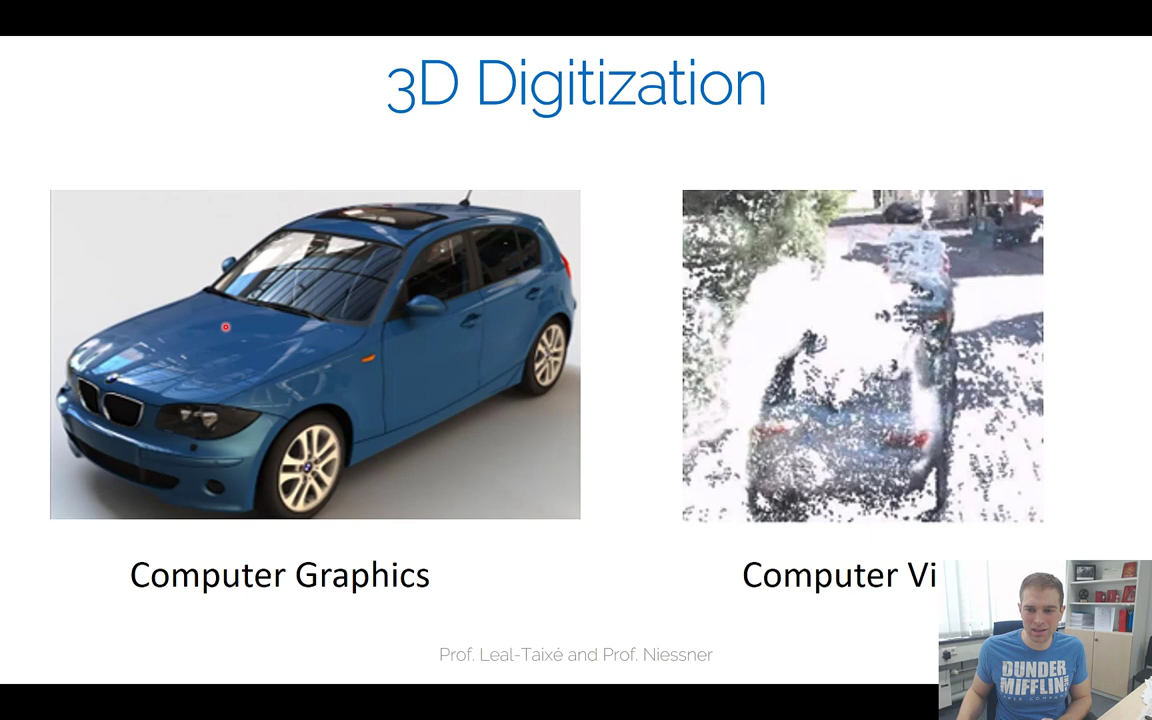 3D Digitization
Computer Graphics
Computer Vi
Prof. Leal-Taixé and Prof. Niessner
DUNDER
MIFFLIN